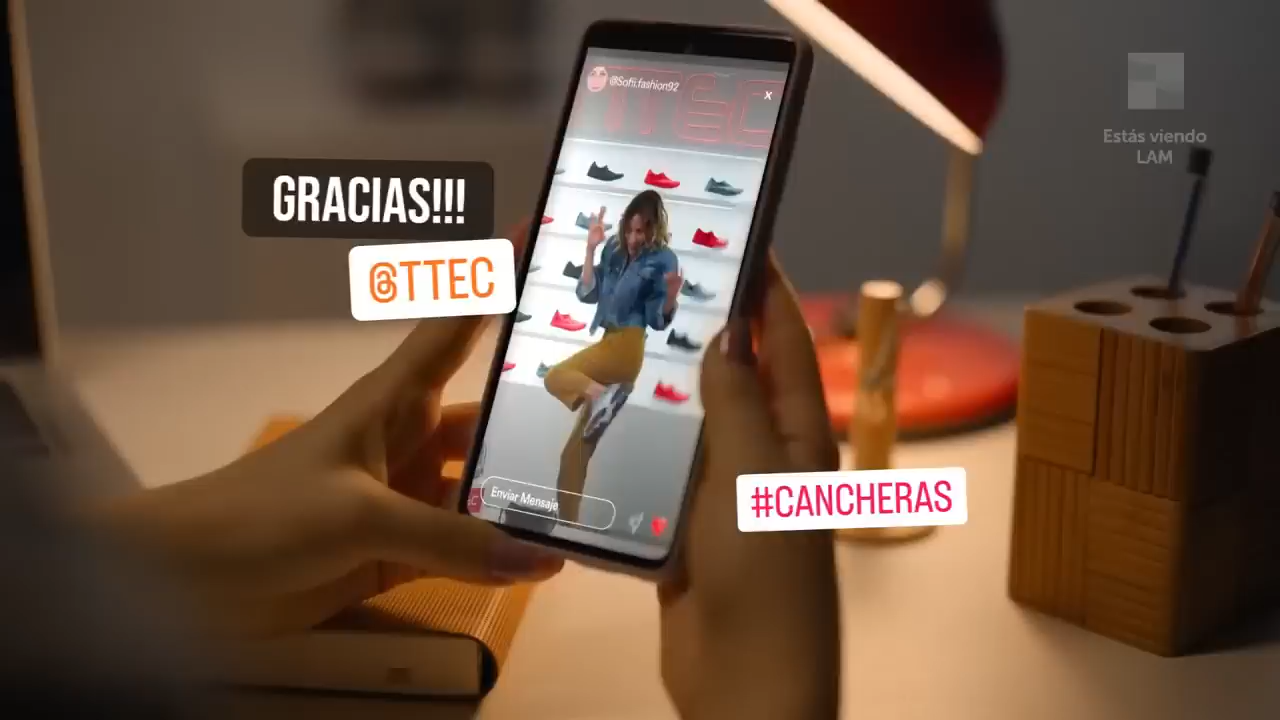 @Sofii.fashion92
x
TTEC
Estás viendo
LAM
GRACIAS!!!
@TTEC
#CANCHERAS
Enviar Mensaje